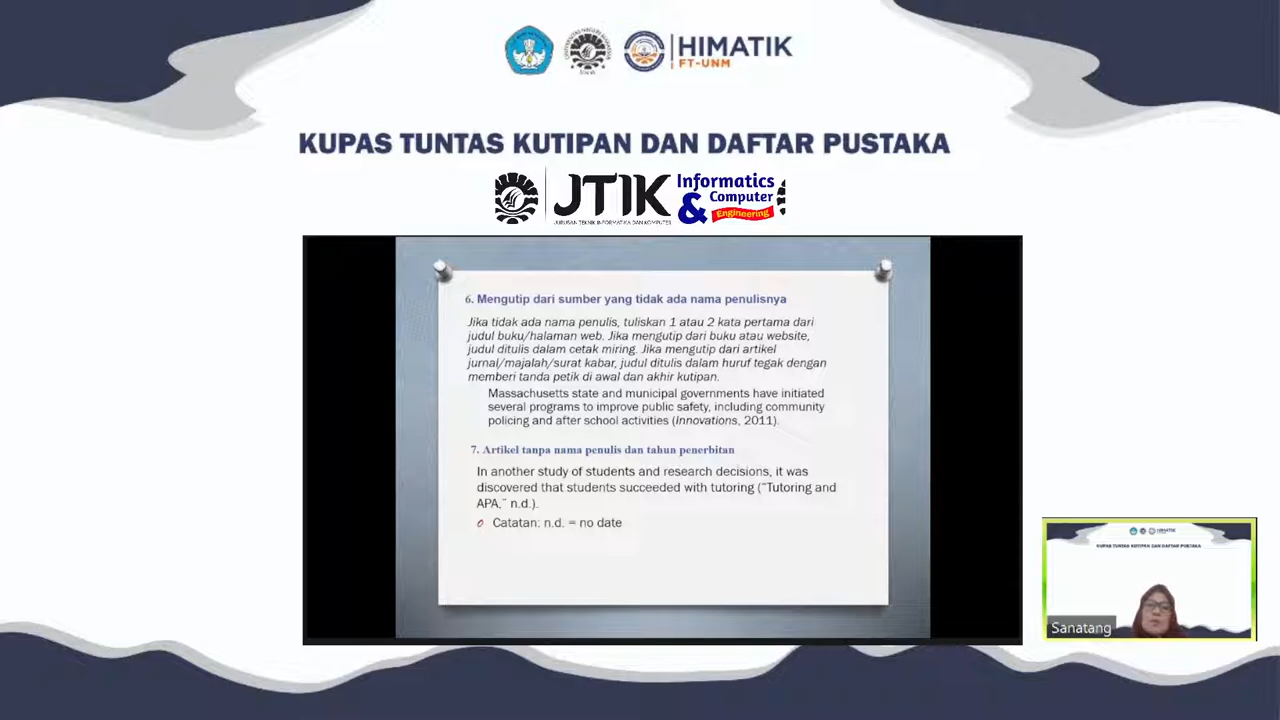 HIMATIK
FT-UNM
KUPAS TUNTAS KUTIPAN DAN DAFTAR PUSTAKA
JTIK
JURUSAN TEKNIK INFORMATIKA DAN KOMPUTER
Informatics
& Computer
Engineering
6. Mengutip dari sumber yang tidak ada nama penulisnya
Jika tidak ada nama penulis, tuliskan 1 atau 2 kata pertama dari
judul buku/halaman web. Jika mengutip dari buku atau website,
judul ditulis dalam cetak miring. Jika mengutip dari artikel
jurnal/majalah/surat kabar, judul ditulis dalam huruf tegak dengan
memberi tanda petik di awal dan akhir kutipan.
Massachusetts state and municipal governments have initiated
several programs to improve public safety, including community
policing and after school activities (Innovations, 2011).
7. Artikel tanpa nama penulis dan tahun penerbitan
In another study of students and research decisions, it was
discovered that students succeeded with tutoring (“Tutoring and
APA,” n.d.).
Catatan: n.d. = no date
KUPAS TUNTAS KUTIPAN DAN DAFTAR PUSTAKA
Sanatang